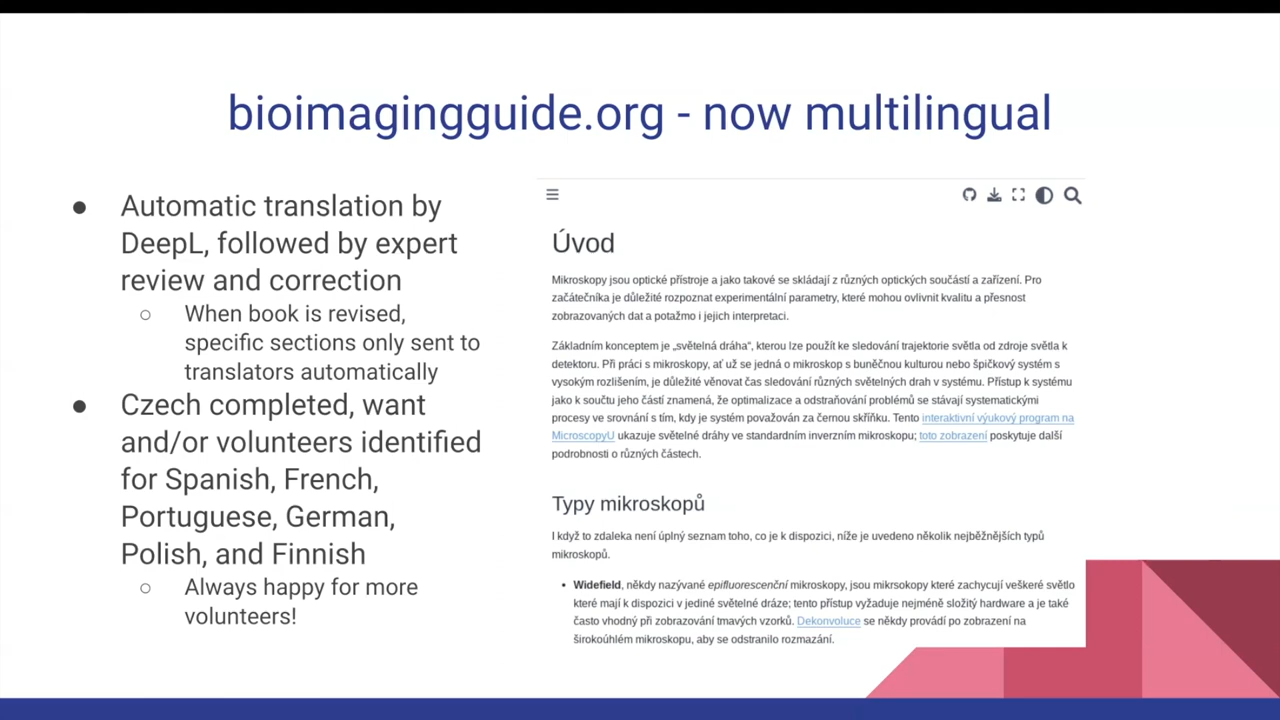 bioimagingguide.org - now multilingual
● Automatic translation by
DeepL, followed by expert
review and correction
○ When book is revised,
specific sections only sent to
translators automatically
● Czech completed, want
and/or volunteers identified
for Spanish, French,
Portuguese, German,
Polish, and Finnish
○ Always happy for more
volunteers!
Úvod
Mikroskopy jsou optické přístroje a jako takové se skládají z různých optických součástí a zařízení. Pro
začátečníka je důležité rozpoznat experimentální parametry, které mohou ovlivnit kvalitu a přesnost
zobrazovaných dat a potažmo i jejich interpretaci.
Základním konceptem je „světelná dráha“, kterou lze použít ke sledování trajektorie světla od zdroje světla k
detektoru. Při práci s mikroskopy, ať už se jedná o mikroskop s buněčnou kulturou nebo špičkový systém s
vysokým rozlišením, je důležité věnovat čas sledování různých světelných drah v systému. Přístup k systému
jako k součtu jeho částí znamená, že optimalizace a odstraňování problémů se stávají systematickými
procesy ve srovnání s tím, kdy je systém považován za černou skříňku. Tento interaktivní výukový program na
MicroscopyU ukazuje světelné dráhy ve standardním inverzním mikroskopu; toto zobrazení poskytuje další
podrobnosti o různých částech.
Typy mikroskopů
I když to zdaleka není úplný seznam toho, co je k dispozici, níže je uvedeno několik nejběžnějších typů
mikroskopů.
• Widefield, někdy nazývané epifluorescenční mikroskopy, jsou mikrsokopy které zachycují veškeré světlo
které mají k dispozici v jediné světelné dráze; tento přístup vyžaduje nejméně složitý hardware a je také
často vhodný při zobrazování tmavých vzorků. Dekonvoluce se někdy provádí po zobrazení na
širokoúhlém mikroskopu, aby se odstranilo rozmazání.